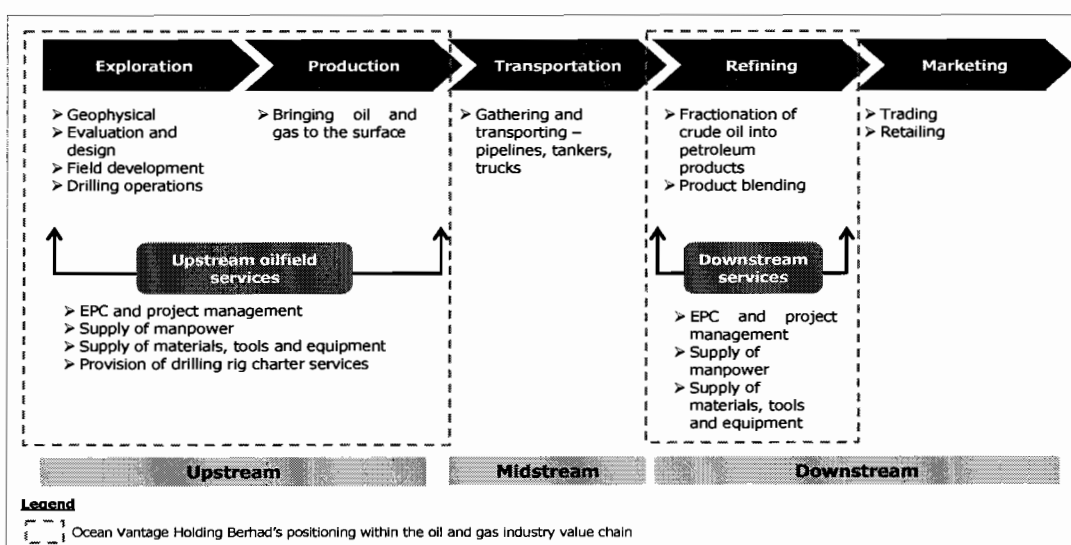 Exploration
Production
Transportation
Refining
Marketing
➢ Geophysical
➢ Evaluation and
design
➢ Field development
➢ Drilling operations
➢ Bringing oil and
gas to the surface
➢ Gathering and
transporting –
pipelines, tankers,
trucks
➢ Fractionation of
crude oil into
petroleum
products
➢ Product blending
➢ Trading
➢ Retailing
Upstream oilfield
services
➢ EPC and project management
➢ Supply of manpower
➢ Supply of materials, tools and equipment
➢ Provision of drilling rig charter services
Downstream
services
➢ EPC and project
management
➢ Supply of
manpower
➢ Supply of
materials, tools
and equipment
Upstream
Midstream
Downstream
Legend
Ocean Vantage Holding Berhad's positioning within the oil and gas industry value chain